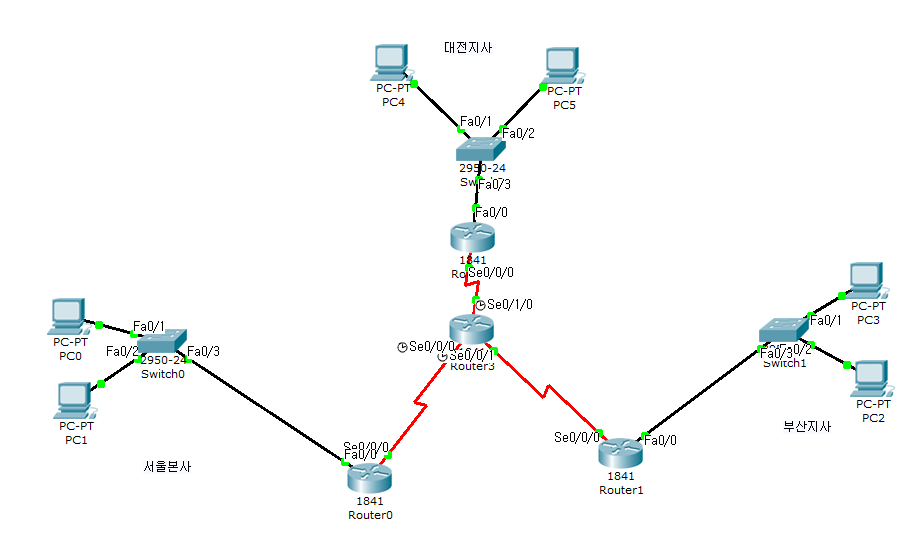 대전지사
PC-PT
PC4
PC-PT
PC5
Fa0/1
Fa0/2
2950-24
Fa0/3
Fa0/0
1841
Se0/0/0
Se0/1/0
Se0/0/0
Se0/0/1
Router3
PC-PT
PC0
Fa0/1
Fa0/2
Fa0/3
2950-24
Switch0
PC-PT
PC1
서울본사
Se0/0/0
Fa0/0
1841
Router0
Se0/0/0
Fa0/0
1841
Router1
PC-PT
PC3
Fa0/1
Fa0/2
Fa0/3
Switch1
PC-PT
PC2
부산지사